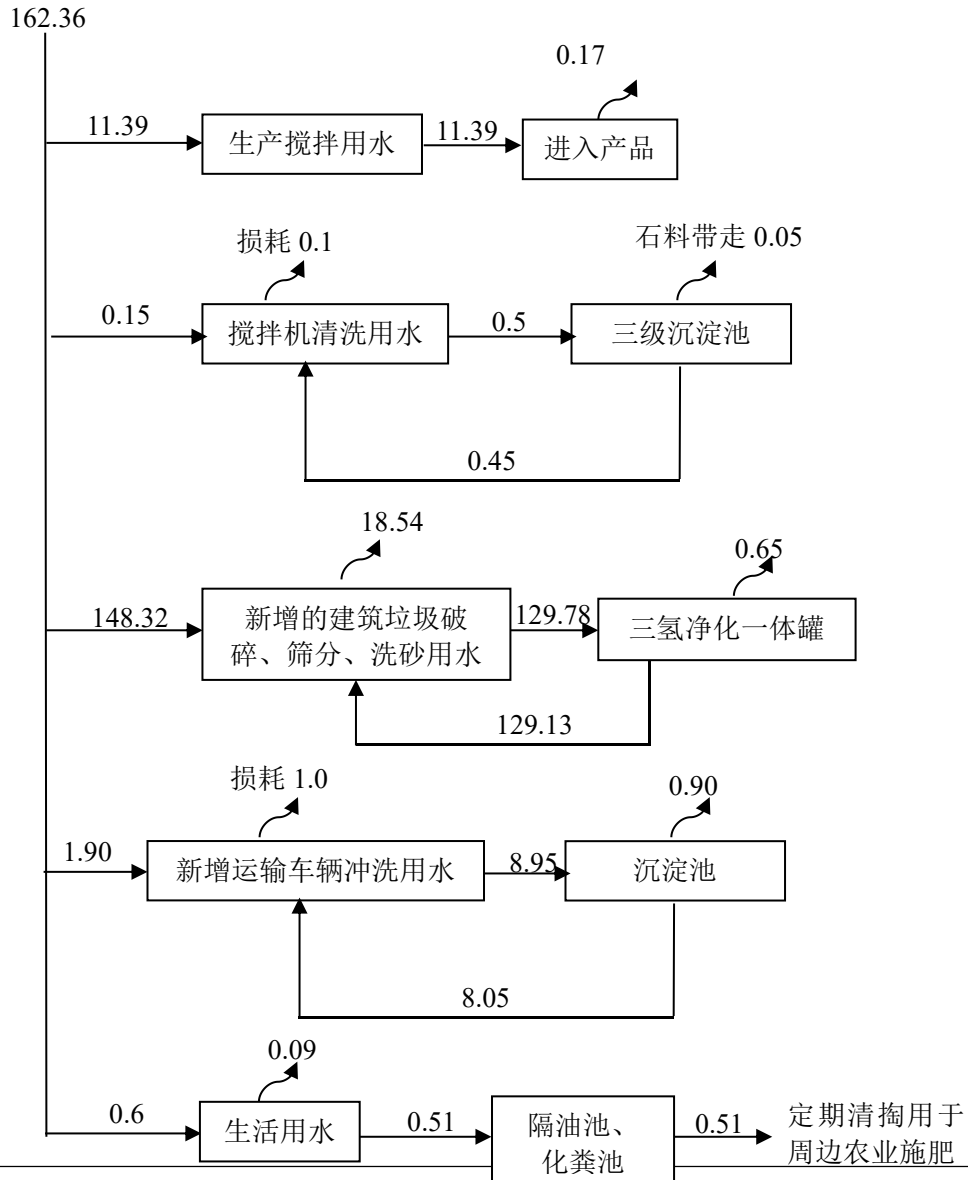 162.36
0.17
11.39
生产搅拌用水
11.39
进入产品
损耗 0.1
石料带走 0.05
0.15
搅拌机清洗用水
0.5
三级沉淀池
0.45
18.54
0.65
148.32
新增的建筑垃圾破
碎、筛分、洗砂用水
129.78
三氢净化一体罐
129.13
损耗 1.0
0.90
1.90
新增运输车辆冲洗用水
8.95
沉淀池
8.05
0.09
0.6
生活用水
0.51
隔油池、
化粪池
0.51
定期清掏用于
周边农业施肥